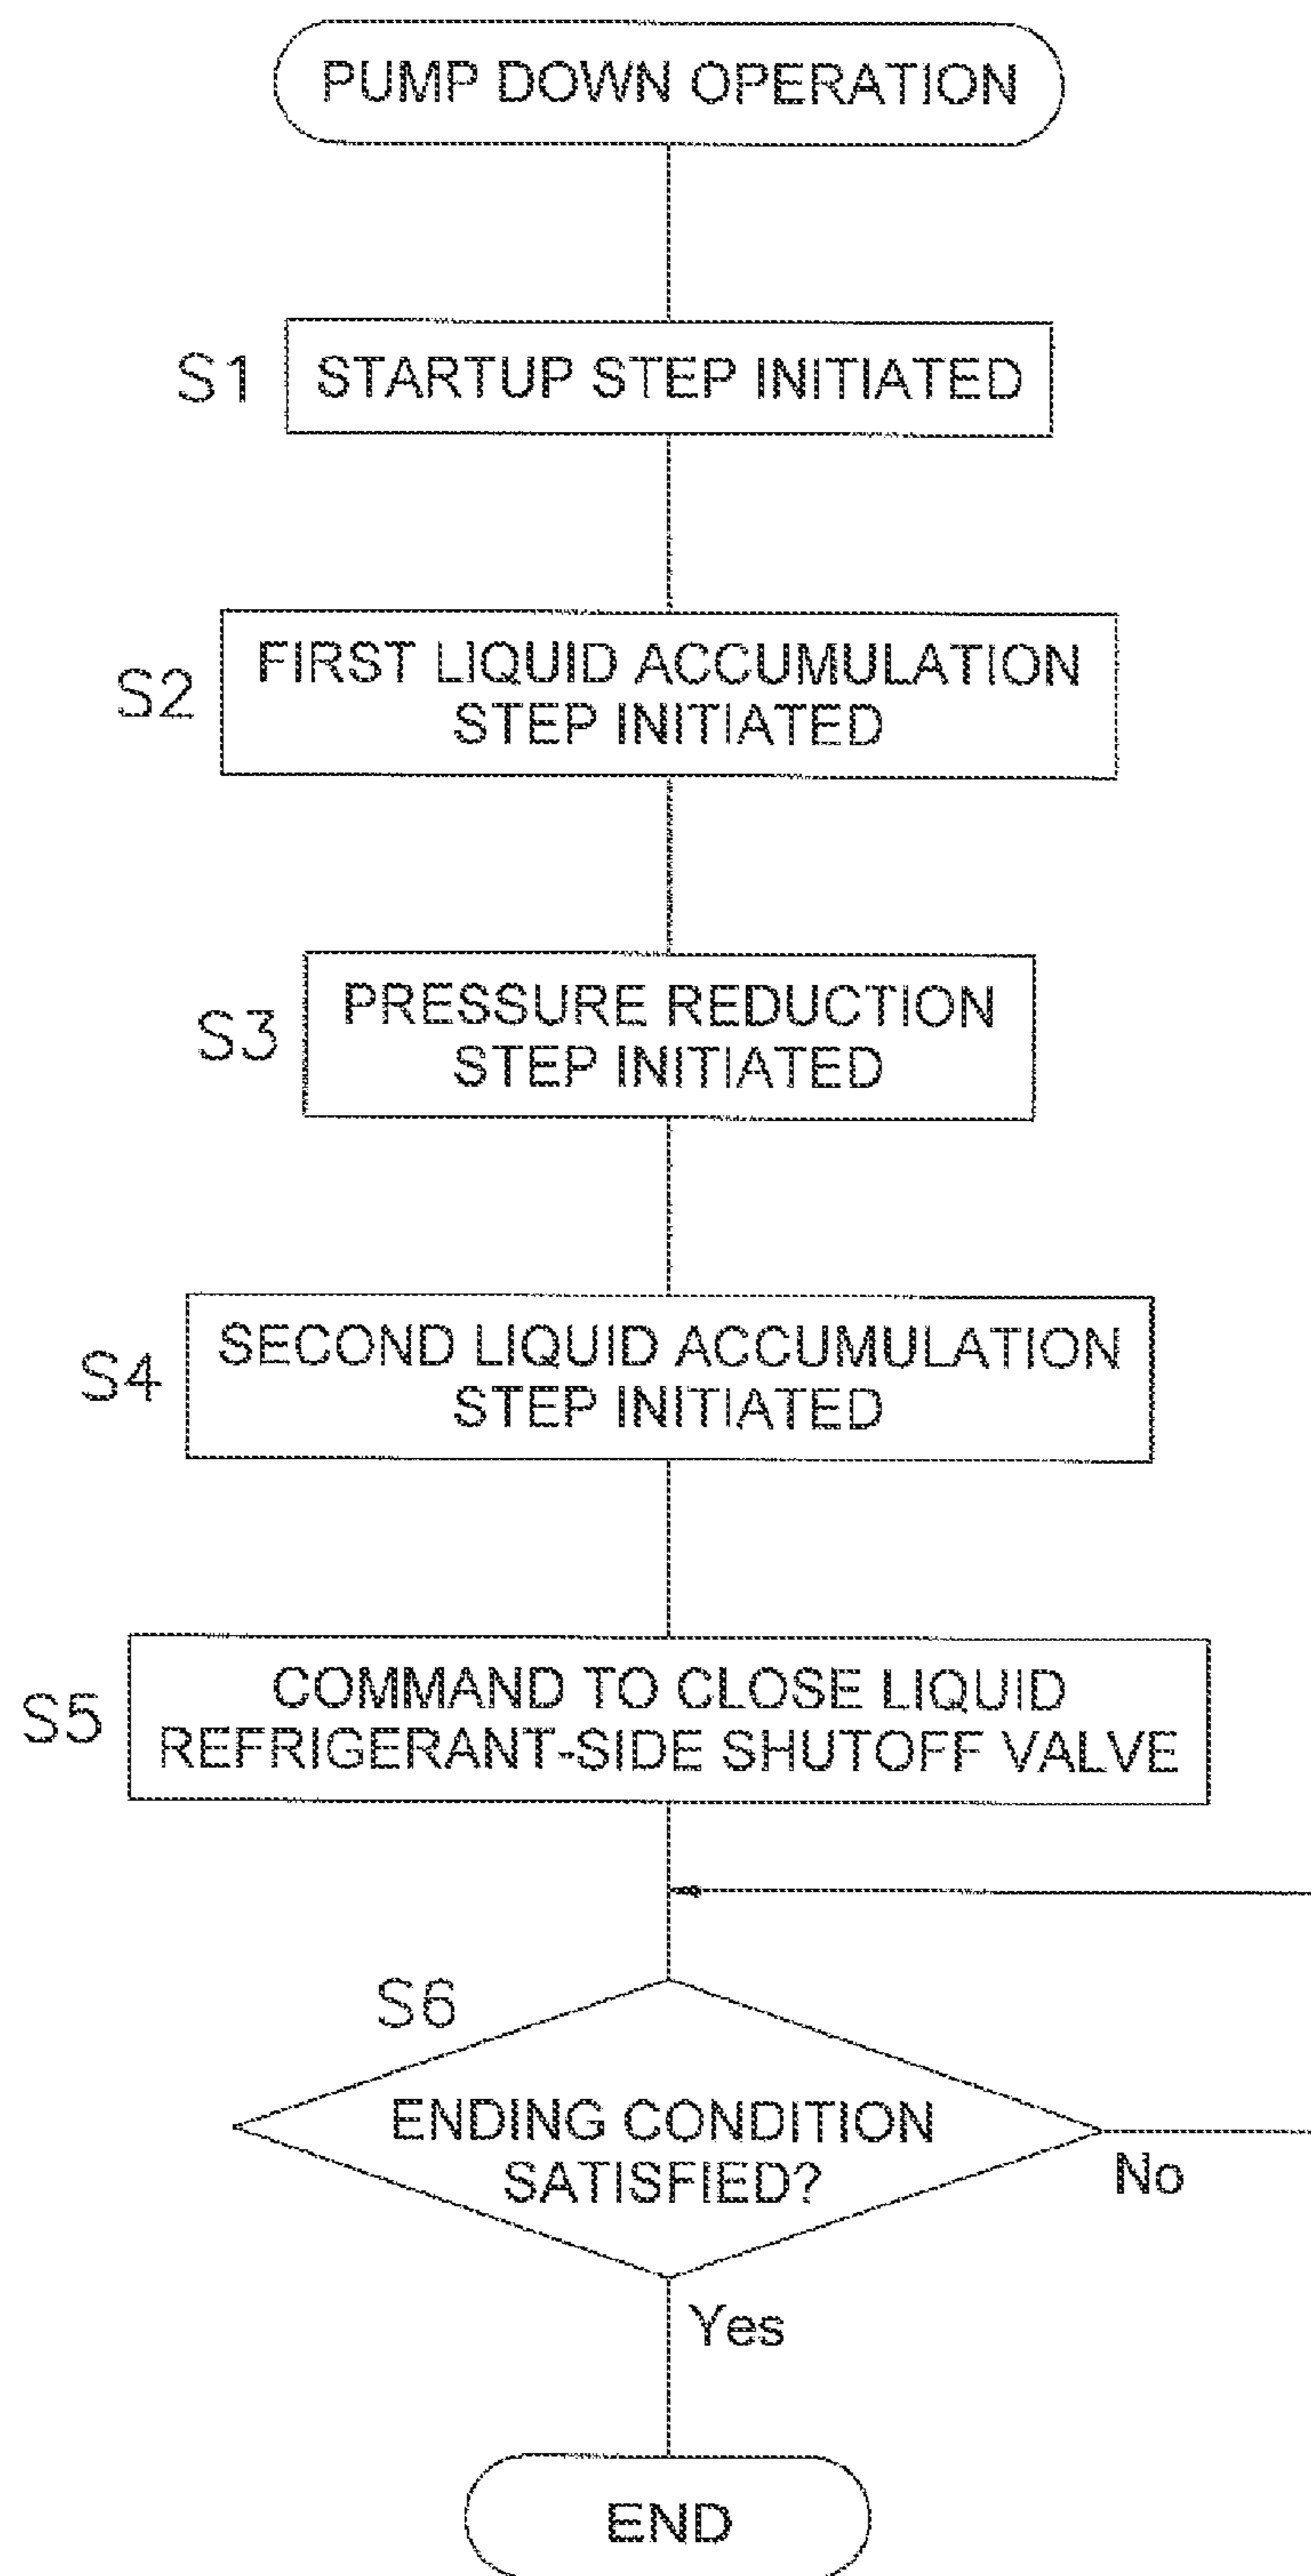 PUMP DOWN OPERATION
S1
STARTUP STEP INITIATED
S2
FIRST LIQUID ACCUMULATION
STEP INITIATED
S3
PRESSURE REDUCTION
STEP INITIATED
S4
SECOND LIQUID ACCUMULATION
STEP INITIATED
S5
COMMAND TO CLOSE LIQUID
REFRIGERANT-SIDE SHUTOFF VALVE
S6
ENDING CONDITION
SATISFIED?
No
Yes
END